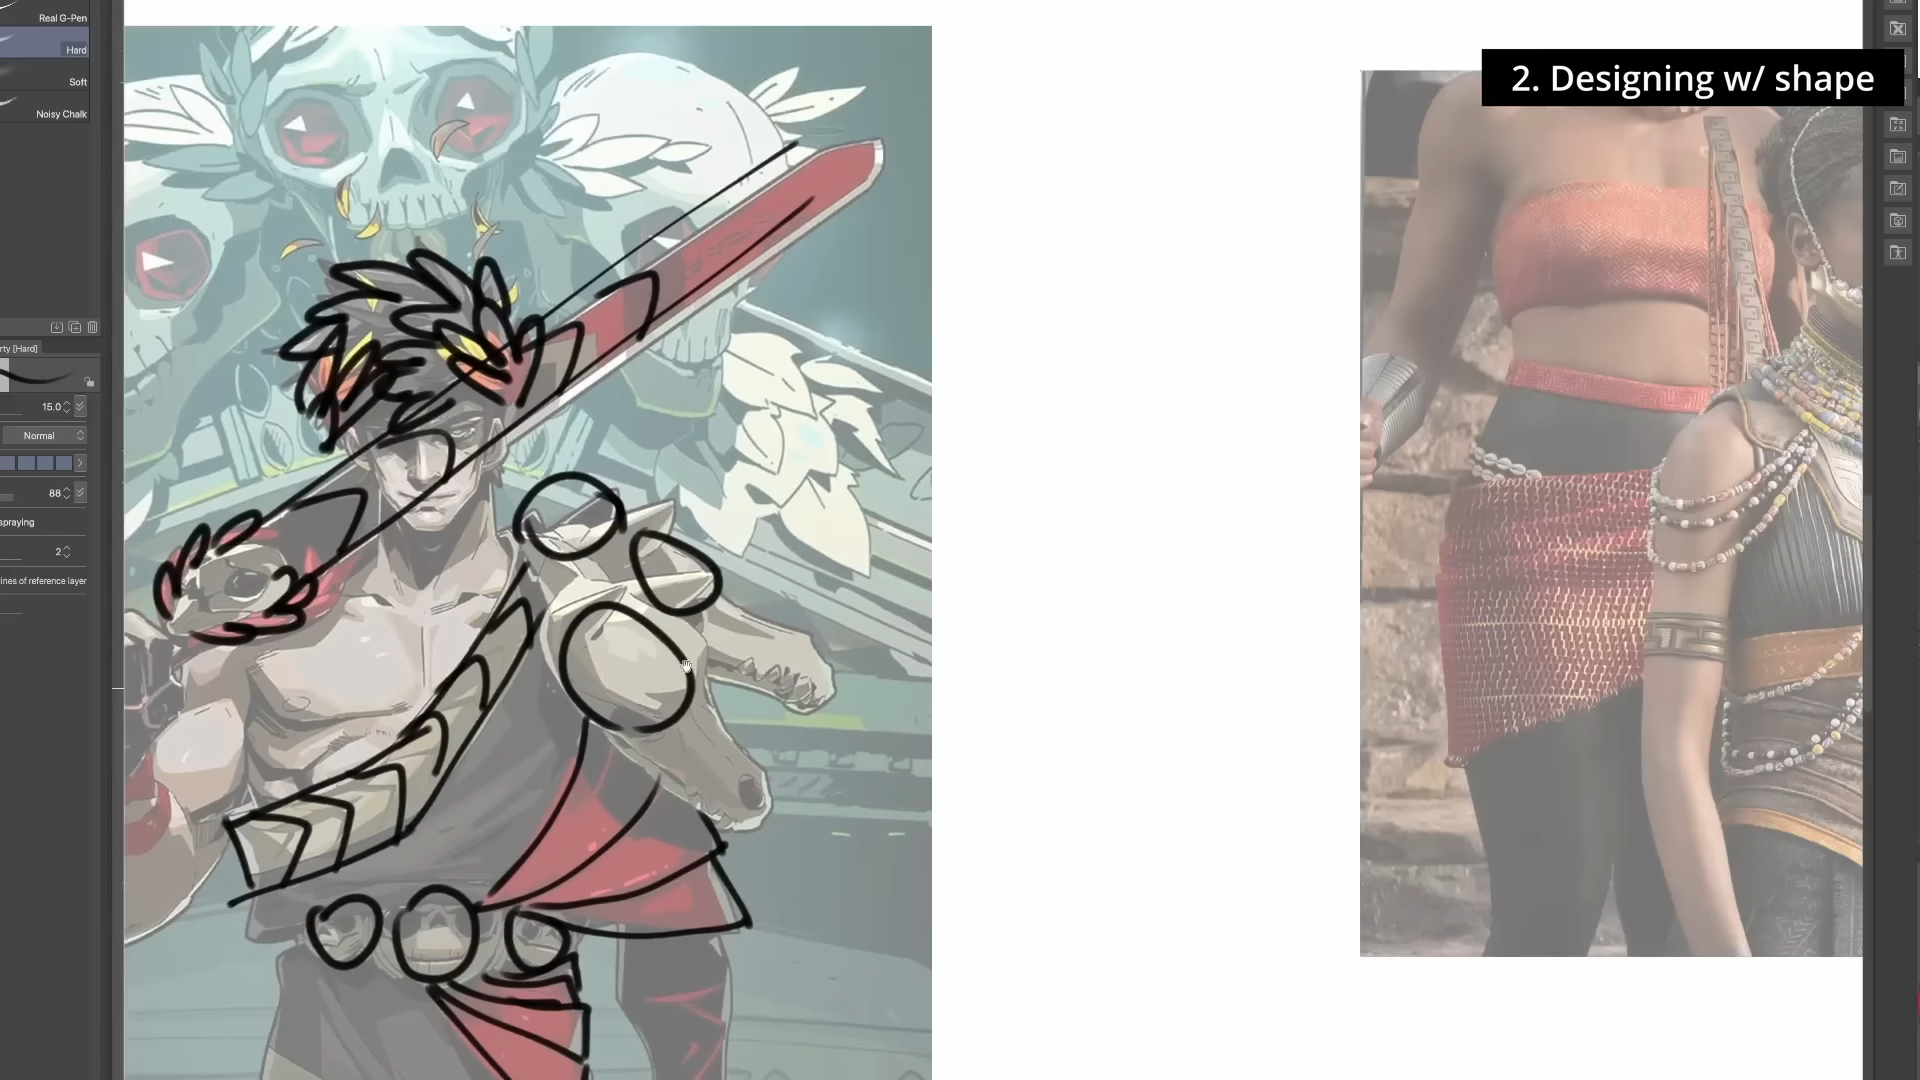 Real G-Pen
Hard
Soft
Noisy Chalk
2. Designing w/ shape
rty [Hard]
15.0
Normal
88
spraying
2
ines of reference layer